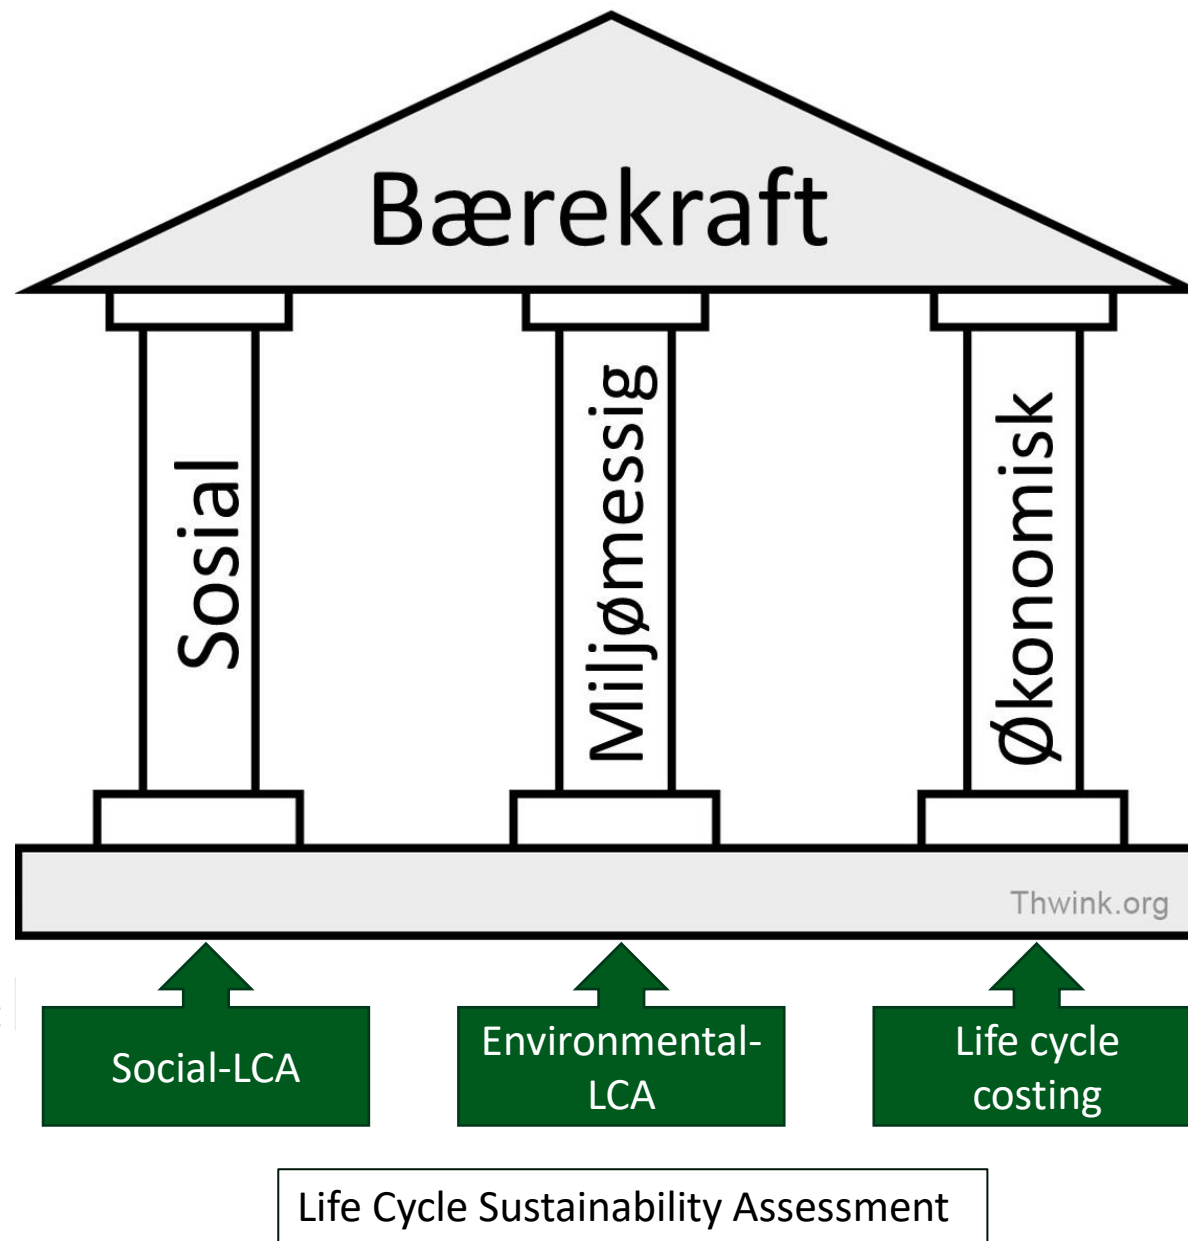 Bærekraft
Sosial
Miljømessig
Økonomisk
Thwink.org
Social-LCA
Environmental-
LCA
Life cycle
costing
Life Cycle Sustainability Assessment